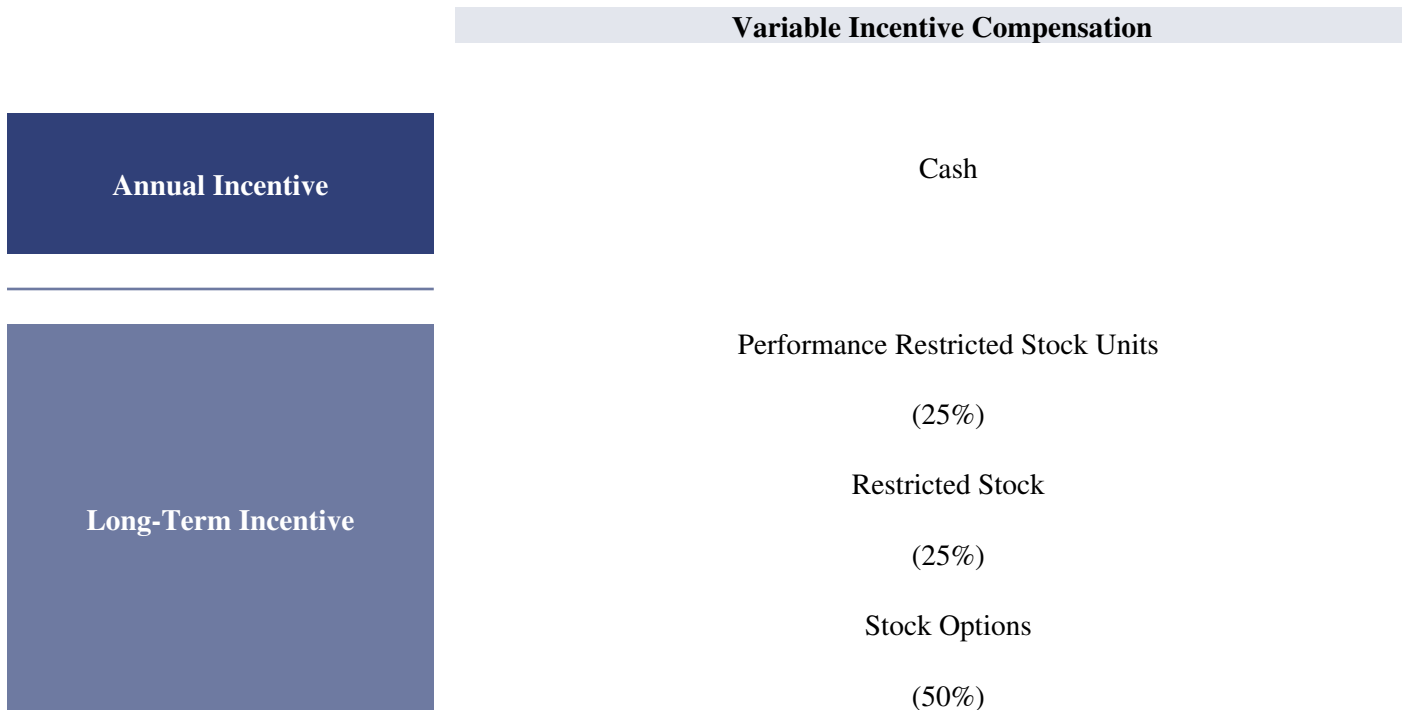 Variable Incentive Compensation
Annual Incentive
Cash
Long-Term Incentive
Performance Restricted Stock Units
(25%)
Restricted Stock
(25%)
Stock Options
(50%)